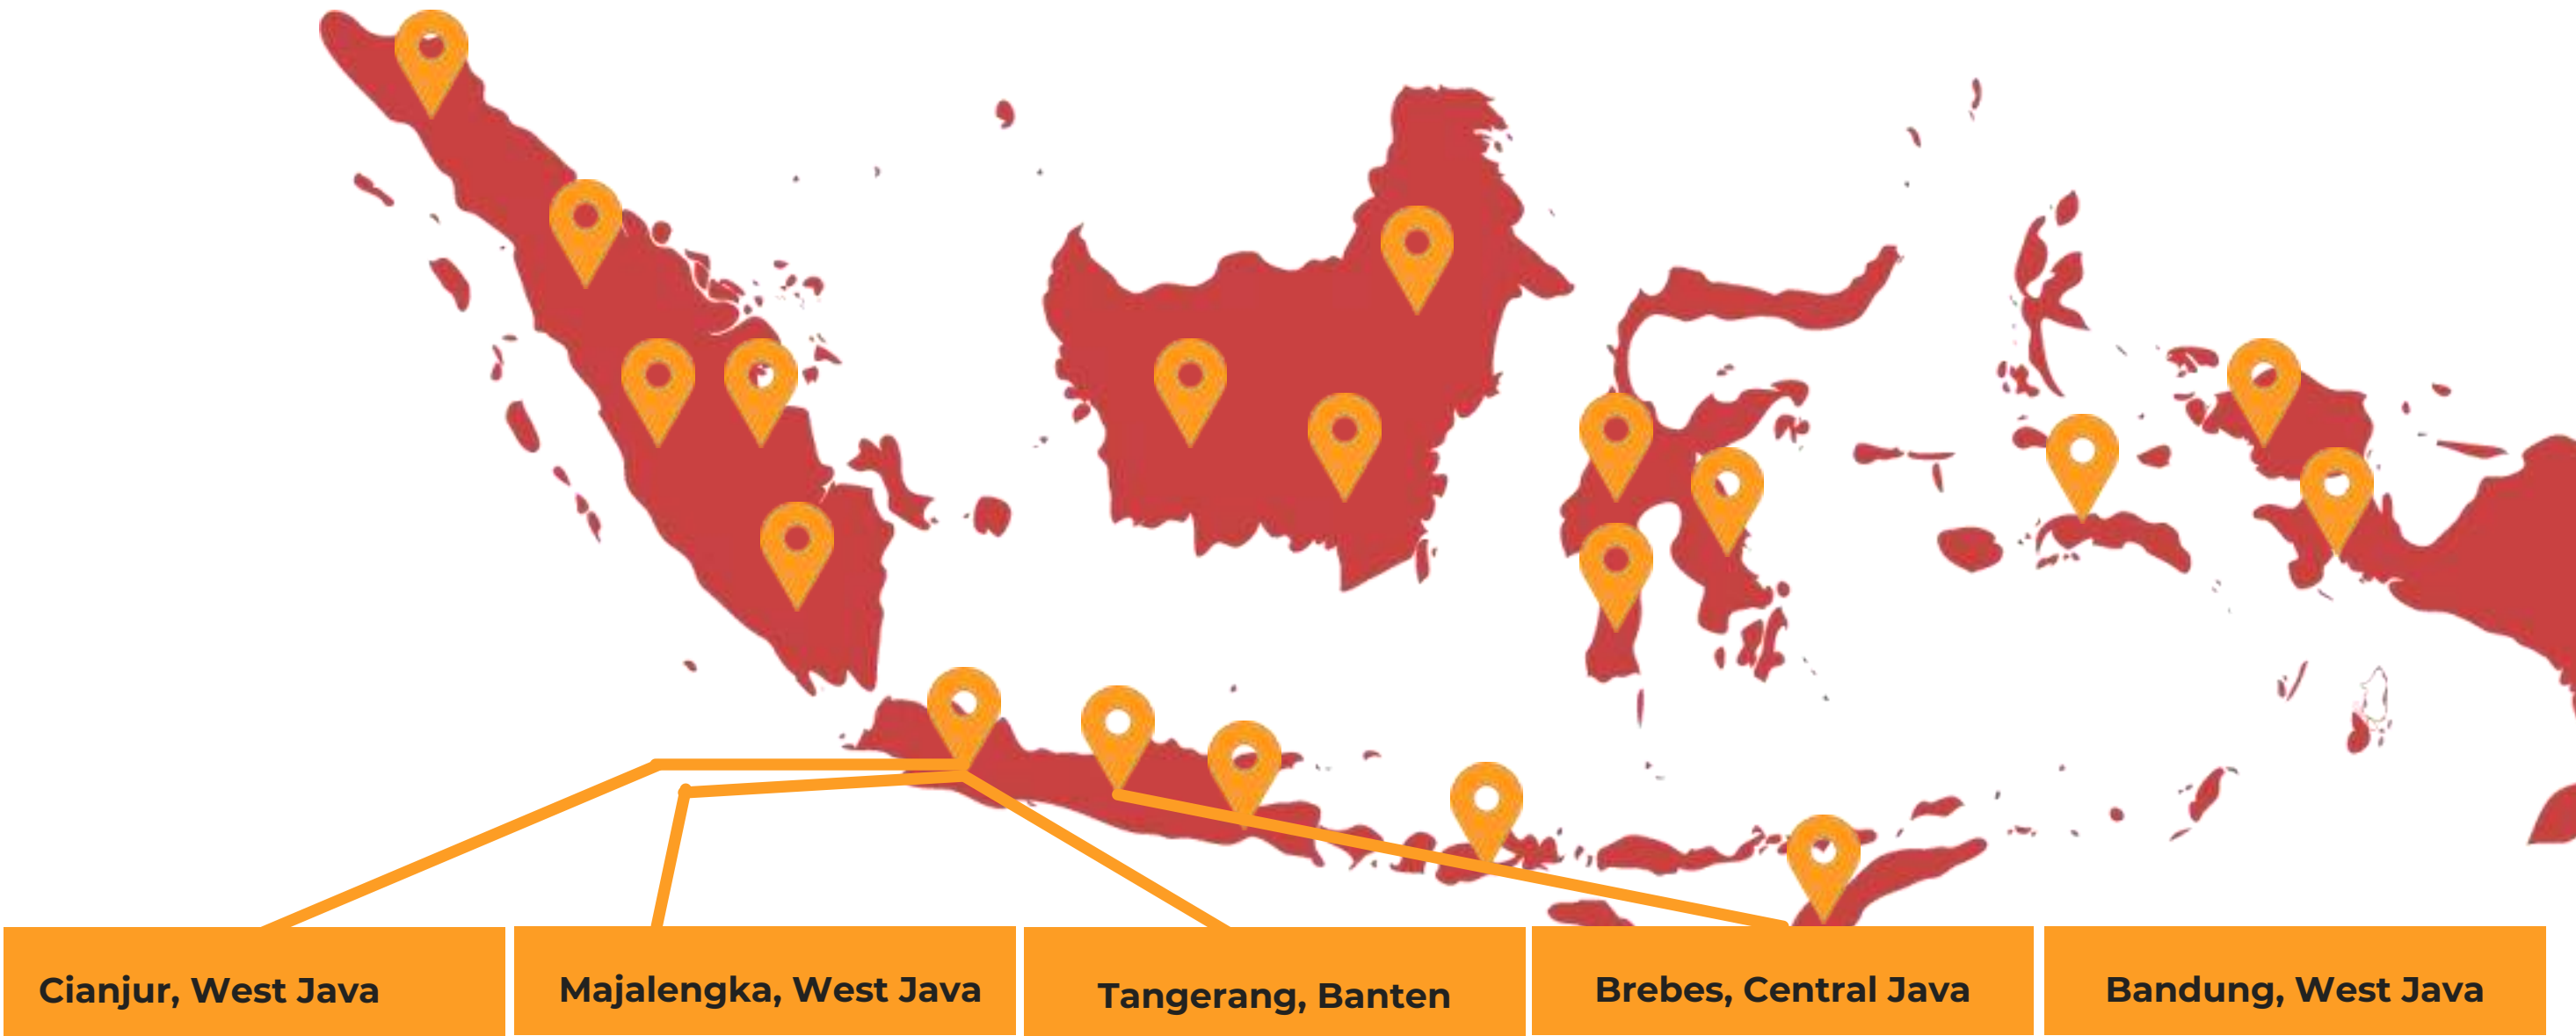 Cianjur, West Java
Majalengka, West Java
Tangerang, Banten
Brebes, Central Java
Bandung, West Java